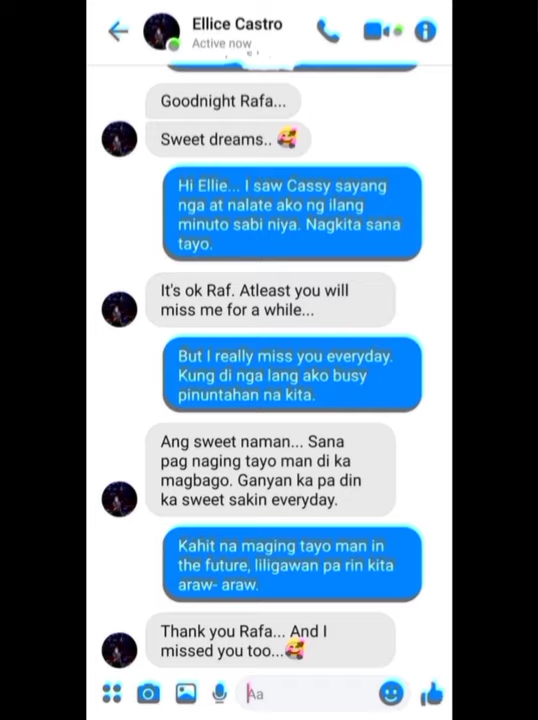 Ellice Castro
Active now
Goodnight Rafa...
Sweet dreams.. 🥰
Hi Ellie... I saw Cassy sayang
nga at nalate ako ng ilang
minuto sabi niya. Nagkita sana
tayo.
It's ok Raf. Atleast you will
miss me for a while...
But I really miss you everyday.
Kung di nga lang ako busy
pinuntahan na kita.
Ang sweet naman... Sana
pag naging tayo man di ka
magbago. Ganyan ka pa din
ka sweet sakin everyday.
Kahit na maging tayo man in
the future, liligawan pa rin kita
araw- araw.
Thank you Rafa... And I
missed you too...🥰
Aa